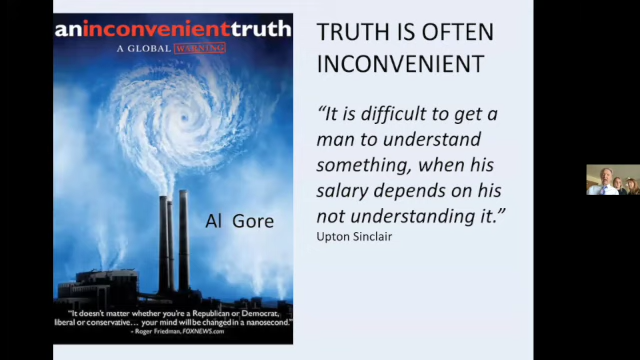 aninconvenienttruth
A GLOBAL WARNING
Al Gore
"It doesn't matter whether you're a Republican or Democrat,
liberal or conservative... your mind will be changed in a nanosecond."
- Roger Friedman, FOXNEWS.com
TRUTH IS OFTEN
INCONVENIENT
“It is difficult to get a
man to understand
something, when his
salary depends on his
not understanding it.”
Upton Sinclair